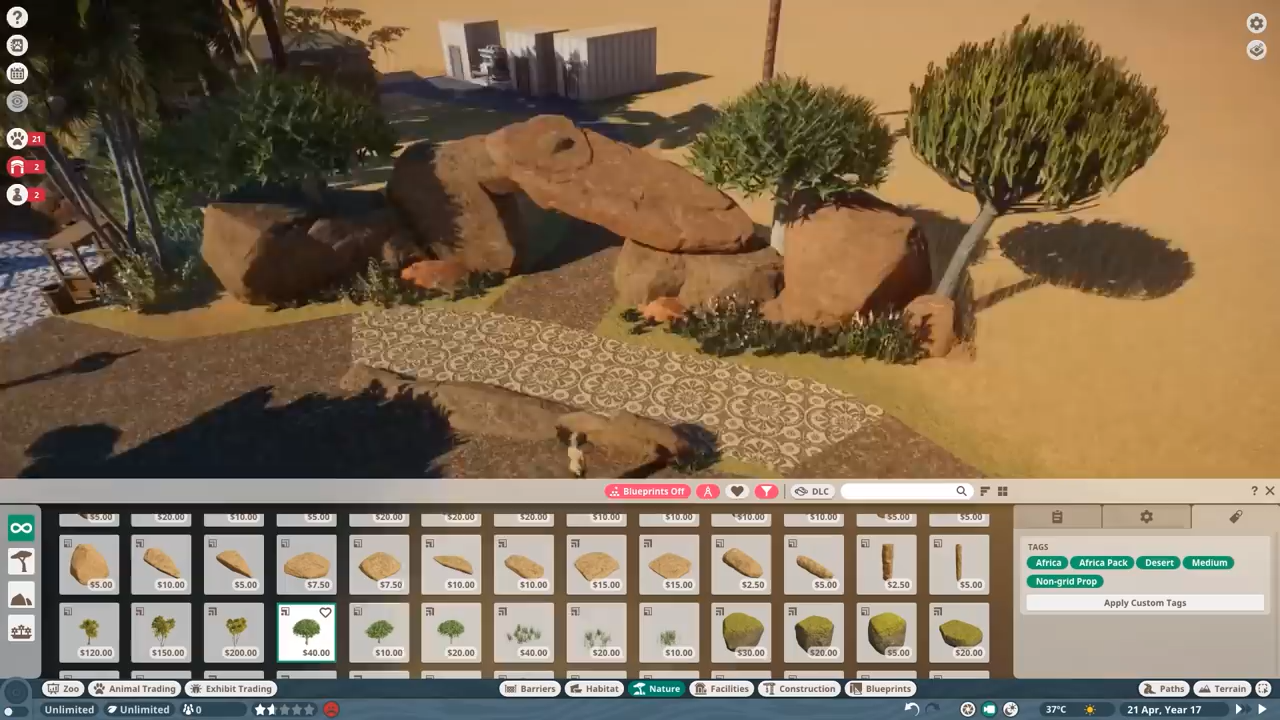 ?
21
2
2
Blueprints Off
DLC
? ×
$5.00 $20.00 $10.00 $5.00 $20.00 $20.00 $20.00 $10.00 $10.00 $10.00 $10.00 $5.00 $5.00
$5.00 $10.00 $5.00 $7.50 $7.50 $10.00 $10.00 $15.00 $15.00 $2.50 $5.00 $2.50 $5.00
$120.00 $150.00 $200.00 $40.00 $10.00 $20.00 $40.00 $20.00 $10.00 $30.00 $20.00 $5.00 $20.00
TAGS
Africa Africa Pack Desert Medium
Non-grid Prop
Apply Custom Tags
Zoo Animal Trading Exhibit Trading Barriers Habitat Nature Facilities Construction Blueprints Paths Terrain
Unlimited Unlimited 0 37°C 21 Apr, Year 17